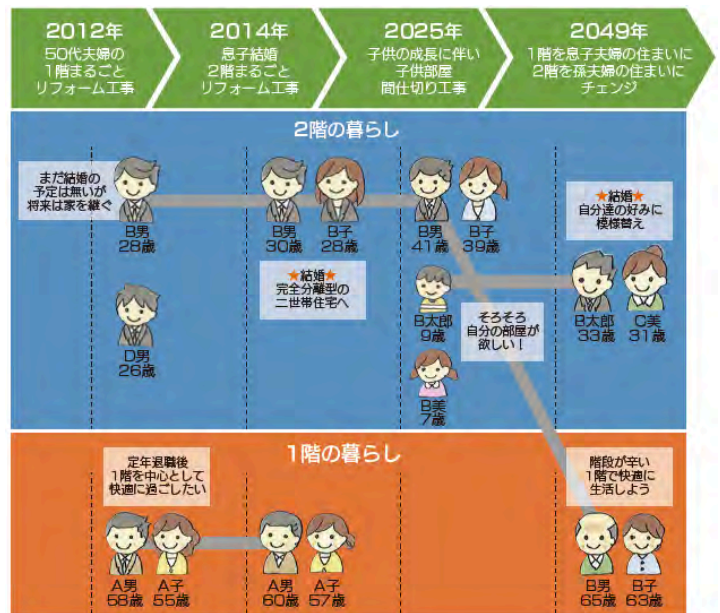 2012年
50代夫婦の
1階まるごと
リフォーム工事
2014年
息子結婚
2階まるごと
リフォーム工事
2025年
子供の成長に伴い
子供部屋
間仕切り工事
2049年
1階を息子夫婦の住まいに
2階を孫夫婦の住まいに
チェンジ
2階の暮らし
まだ結婚の
予定は無いが
将来は家を継ぐ
B男
28歳
D男
26歳
B男
30歳
B子
28歳
★結婚★
完全分離型の
二世帯住宅へ
B男
41歳
B子
39歳
B太郎
9歳
B美
7歳
そろそろ
自分の部屋が
欲しい!
★結婚★
自分達の好みに
模様替え
B太郎
33歳
C美
31歳
1階の暮らし
定年退職後
1階を中心として
快適に過ごしたい
A男
58歳
A子
55歳
A男
60歳
A子
57歳
階段が辛い
1階で快適に
生活しよう
B男
65歳
B子
63歳